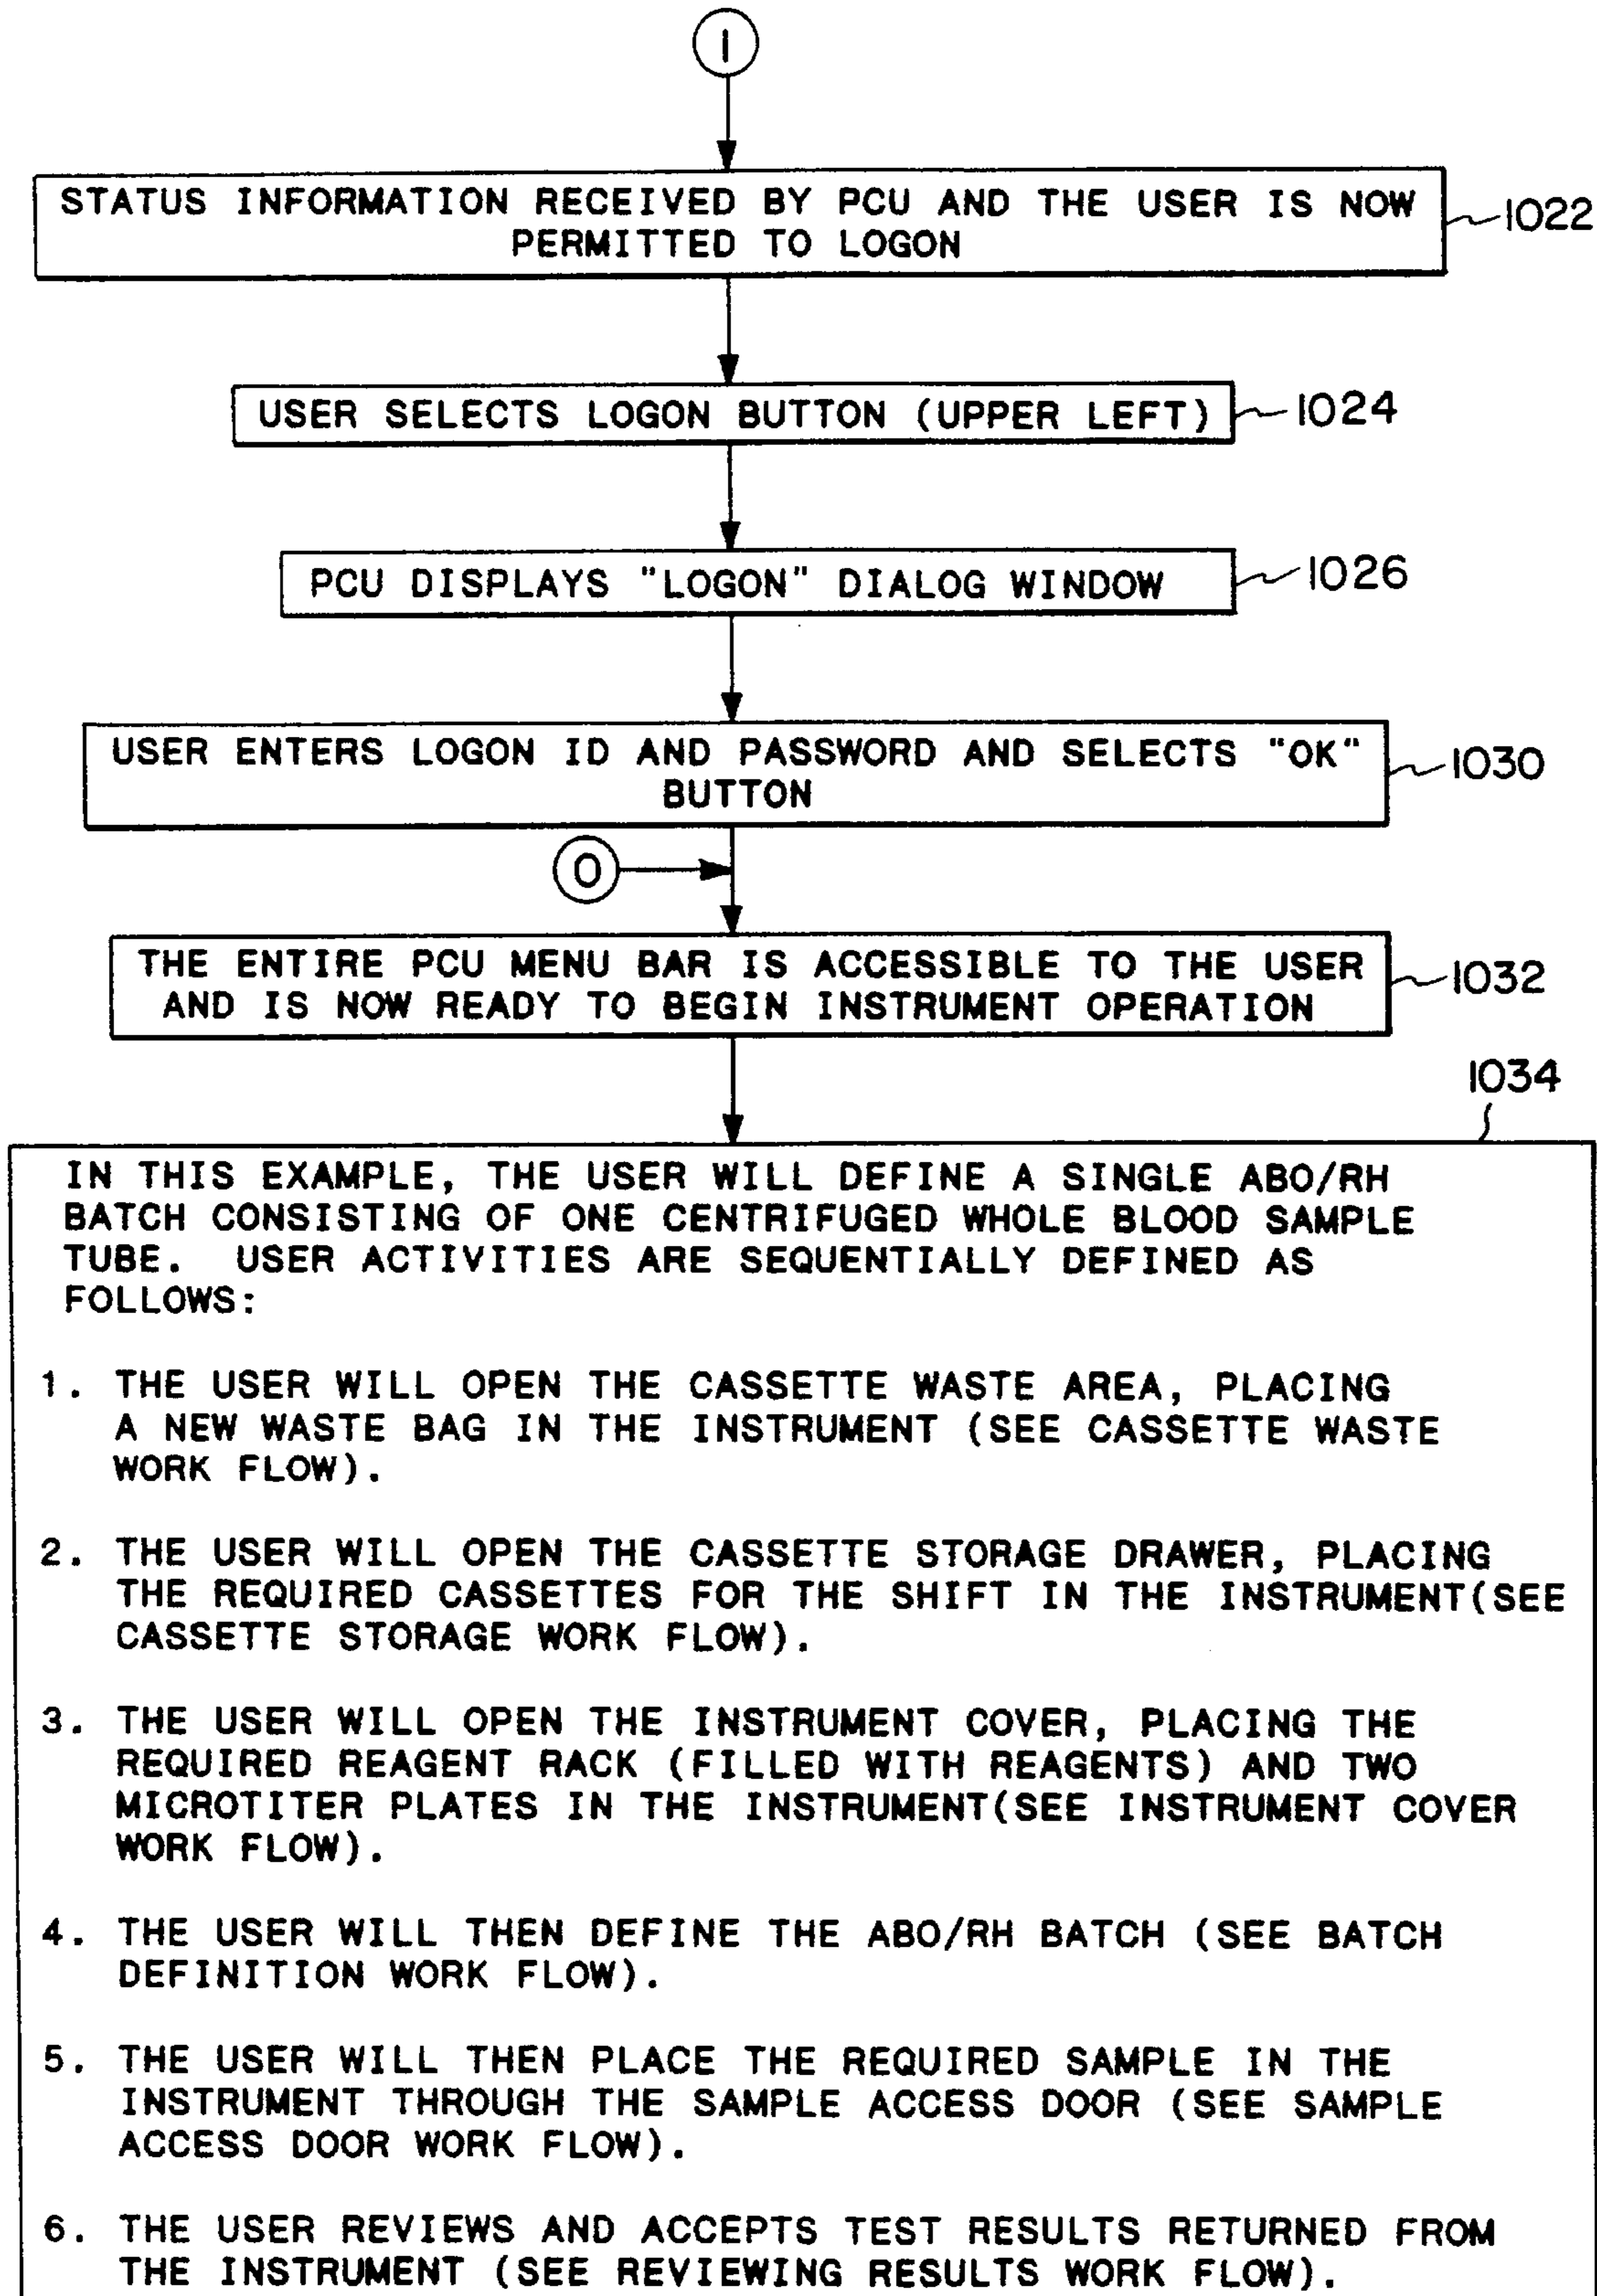 I
STATUS INFORMATION RECEIVED BY PCU AND THE USER IS NOW
PERMITTED TO LOGON
1022
USER SELECTS LOGON BUTTON (UPPER LEFT)
1024
PCU DISPLAYS "LOGON" DIALOG WINDOW
1026
USER ENTERS LOGON ID AND PASSWORD AND SELECTS "OK"
BUTTON
1030
O
THE ENTIRE PCU MENU BAR IS ACCESSIBLE TO THE USER
AND IS NOW READY TO BEGIN INSTRUMENT OPERATION
1032
1034
IN THIS EXAMPLE, THE USER WILL DEFINE A SINGLE ABO/RH
BATCH CONSISTING OF ONE CENTRIFUGED WHOLE BLOOD SAMPLE
TUBE. USER ACTIVITIES ARE SEQUENTIALLY DEFINED AS
FOLLOWS:
1. THE USER WILL OPEN THE CASSETTE WASTE AREA, PLACING
A NEW WASTE BAG IN THE INSTRUMENT (SEE CASSETTE WASTE
WORK FLOW).
2. THE USER WILL OPEN THE CASSETTE STORAGE DRAWER, PLACING
THE REQUIRED CASSETTES FOR THE SHIFT IN THE INSTRUMENT(SEE
CASSETTE STORAGE WORK FLOW).
3. THE USER WILL OPEN THE INSTRUMENT COVER, PLACING THE
REQUIRED REAGENT RACK (FILLED WITH REAGENTS) AND TWO
MICROTITER PLATES IN THE INSTRUMENT(SEE INSTRUMENT COVER
WORK FLOW).
4. THE USER WILL THEN DEFINE THE ABO/RH BATCH (SEE BATCH
DEFINITION WORK FLOW).
5. THE USER WILL THEN PLACE THE REQUIRED SAMPLE IN THE
INSTRUMENT THROUGH THE SAMPLE ACCESS DOOR (SEE SAMPLE
ACCESS DOOR WORK FLOW).
6. THE USER REVIEWS AND ACCEPTS TEST RESULTS RETURNED FROM
THE INSTRUMENT (SEE REVIEWING RESULTS WORK FLOW).